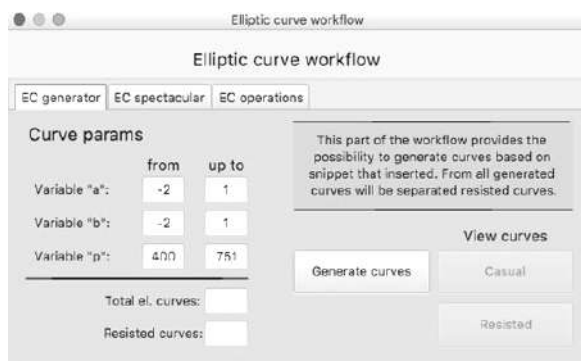 Elliptic curve workflow
Elliptic curve workflow
EC generator EC spectacular EC operations
Curve params
from up to
Variable "a": -2 1
Variable "b": -2 1
Variable "p": 400 751
Total el. curves:
Resisted curves:
This part of the workflow provides the
possibility to generate curves based on
snippet that inserted. From all generated
curves will be separated resisted curves.
View curves
Generate curves Casual
Resisted